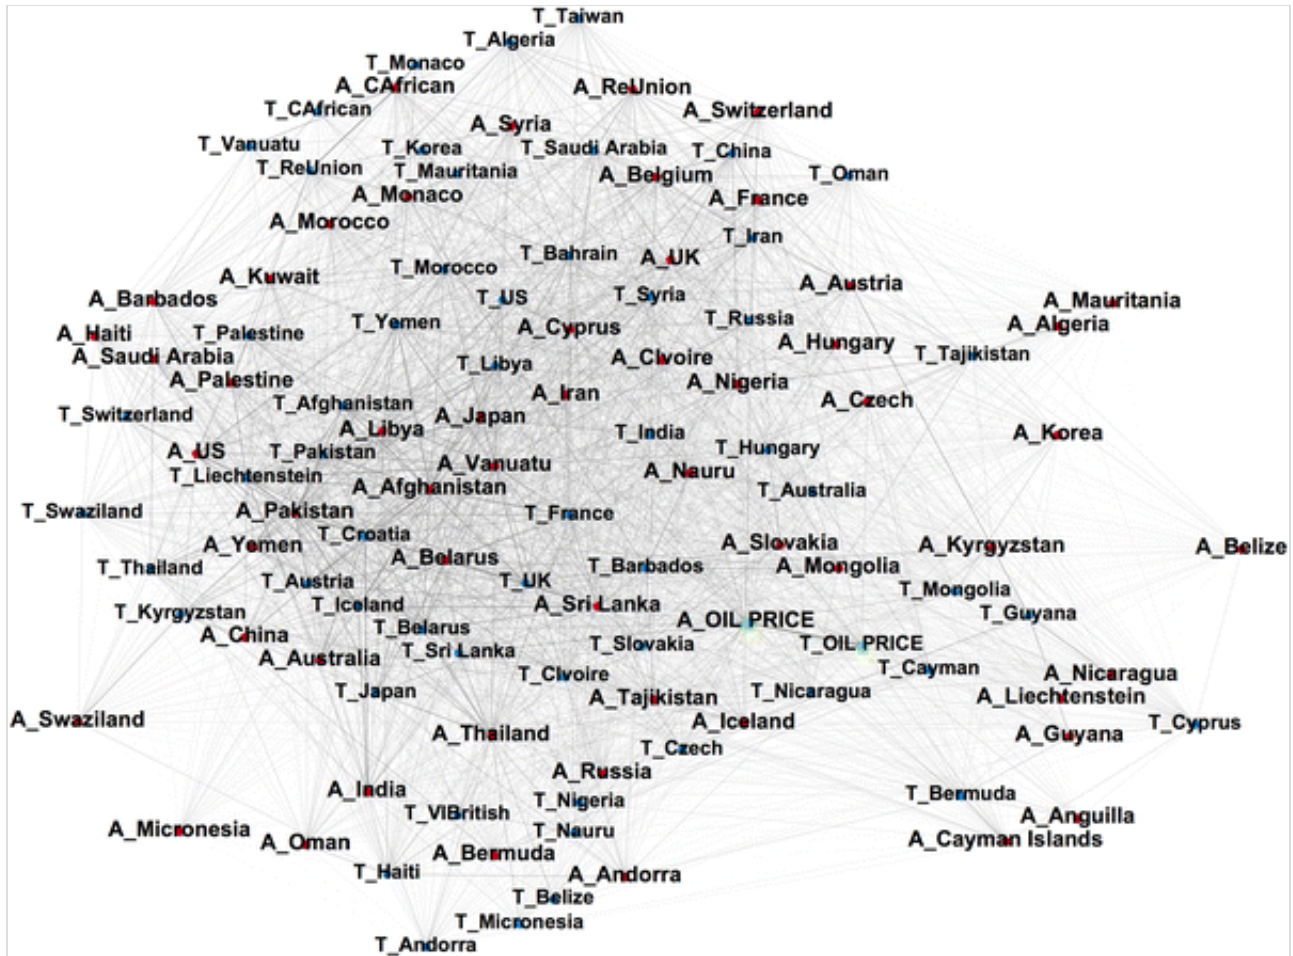 T_Taiwan
T_Algeria
T_Monaco
A_CAfrican
A_ReUnion
T_CAfrican
A_Switzerland
A_Syria
T_Vanuatu
T_Korea
T_Saudi Arabia
T_China
T_ReUnion
T_Mauritania
A_Belgium
T_Oman
A_Monaco
A_France
A_Morocco
T_Iran
T_Bahrain
A_UK
T_Morocco
A_Kuwait
A_Austria
A_Barbados
T_US
T_Syria
A_Mauritania
T_Yemen
A_Cyprus
T_Russia
A_Algeria
A_Haiti
T_Palestine
A_Hungary
A_Saudi Arabia
T_Libya
A_CIvoire
T_Tajikistan
A_Palestine
A_Iran
A_Nigeria
T_Afghanistan
A_Czech
T_Switzerland
A_Japan
A_Libya
T_India
A_Korea
A_US
T_Pakistan
T_Hungary
A_Vanuatu
A_Nauru
T_Liechtenstein
A_Afghanistan
T_Australia
T_Swaziland
A_Pakistan
T_France
T_Croatia
A_Yemen
A_Slovakia
A_Kyrgyzstan
A_Belize
A_Belarus
T_Thailand
T_Barbados
A_Mongolia
T_Austria
T_UK
T_Mongolia
T_Kyrgyzstan
T_Iceland
A_Sri Lanka
T_Guyana
A_OIL PRICE
A_China
T_Belarus
T_Slovakia
T_OIL PRICE
T_Sri Lanka
A_Australia
T_Cayman
T_CIvoire
A_Nicaragua
T_Japan
A_Tajikistan
T_Nicaragua
A_Liechtenstein
A_Swaziland
A_Iceland
T_Cyprus
A_Thailand
A_Guyana
T_Czech
A_Russia
A_India
T_Nigeria
T_Bermuda
T_VIBritish
A_Anguilla
A_Micronesia
T_Nauru
A_Oman
A_Cayman Islands
A_Bermuda
T_Haiti
A_Andorra
T_Belize
T_Micronesia
T_Andorra